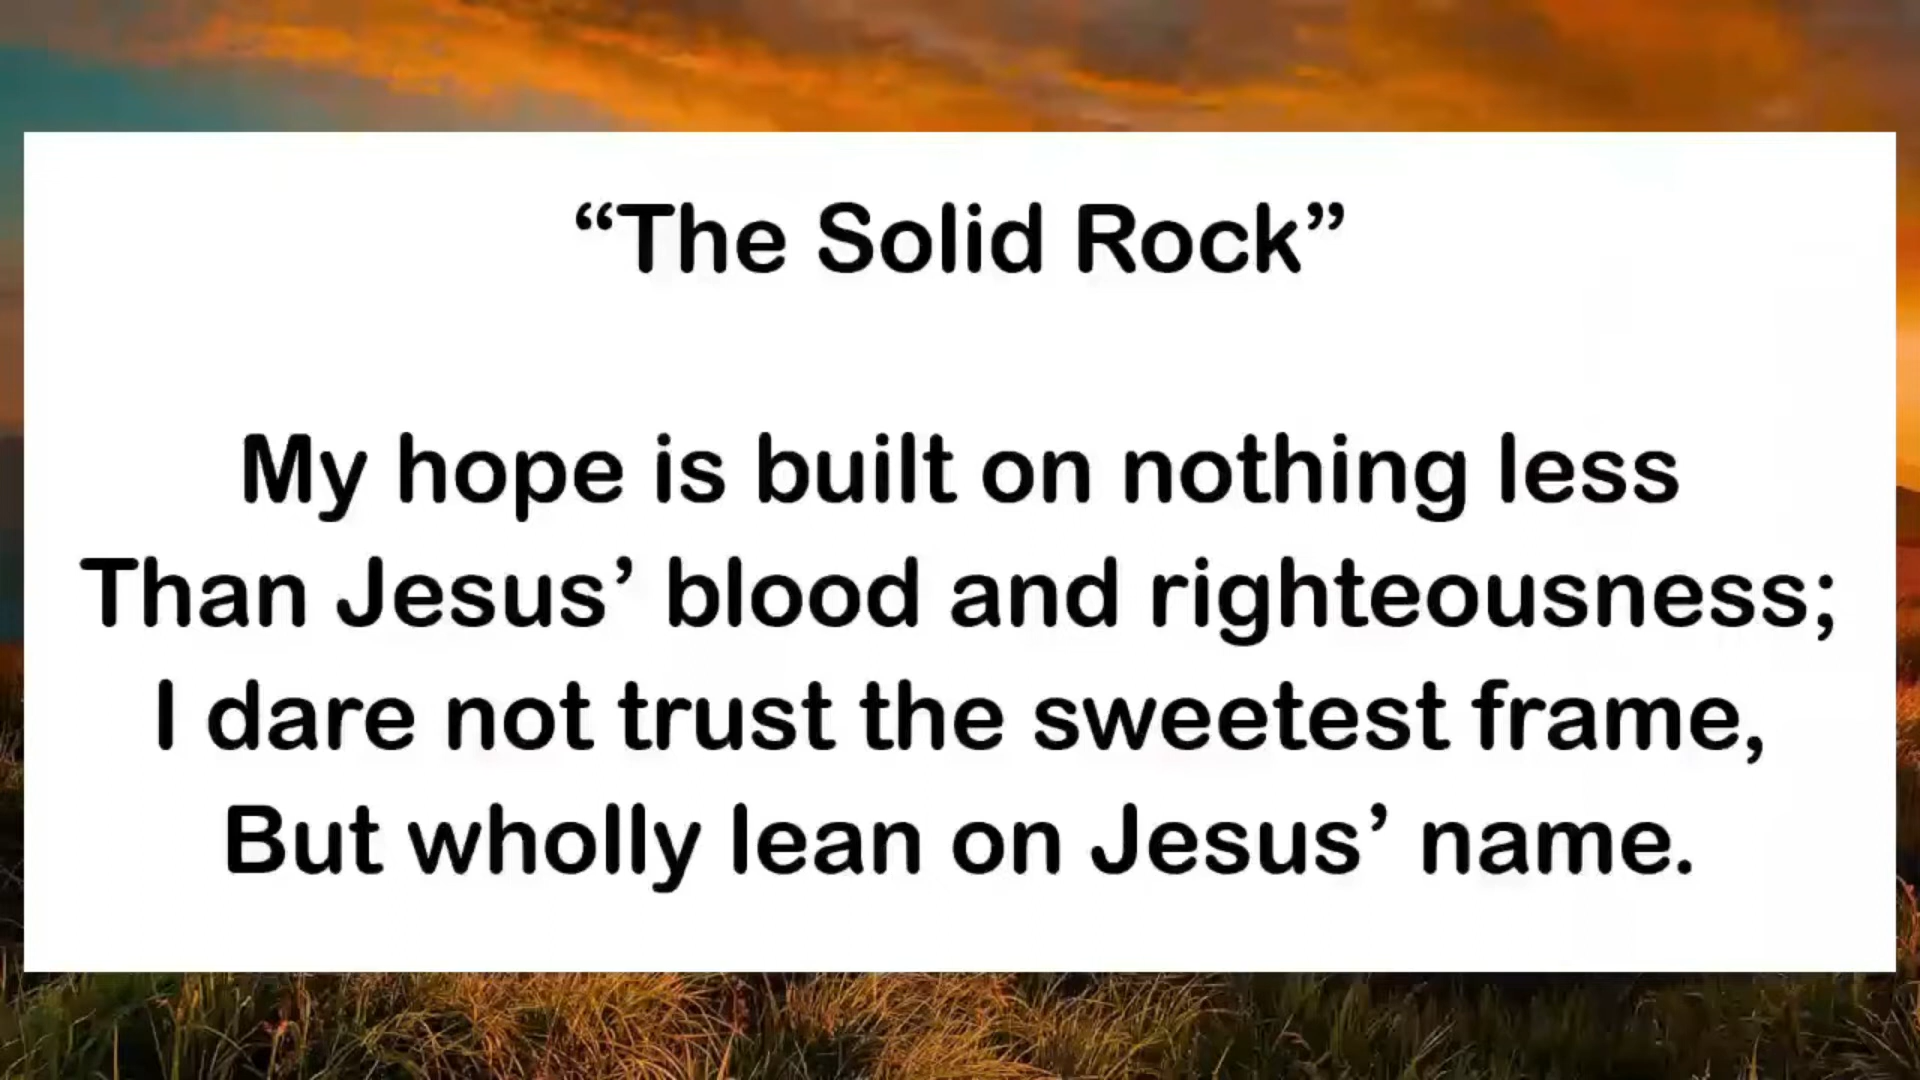 “The Solid Rock”
My hope is built on nothing less
Than Jesus’ blood and righteousness;
I dare not trust the sweetest frame,
But wholly lean on Jesus’ name.